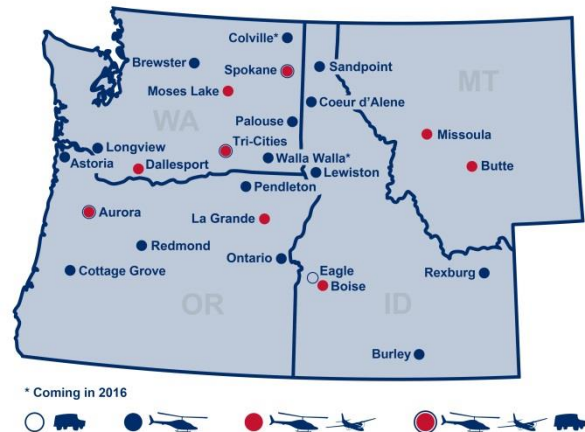 Colville*
Brewster
Spokane
Sandpoint
MT
Moses Lake
Coeur d'Alene
WA
Palouse
Missoula
Longview
Tri-Cities
Astoria
Dallesport
Walla Walla*
Lewiston
Butte
Pendleton
Aurora
La Grande
Redmond
Ontario
Eagle
Boise
Rexburg
Cottage Grove
OR
ID
Burley
* Coming in 2016